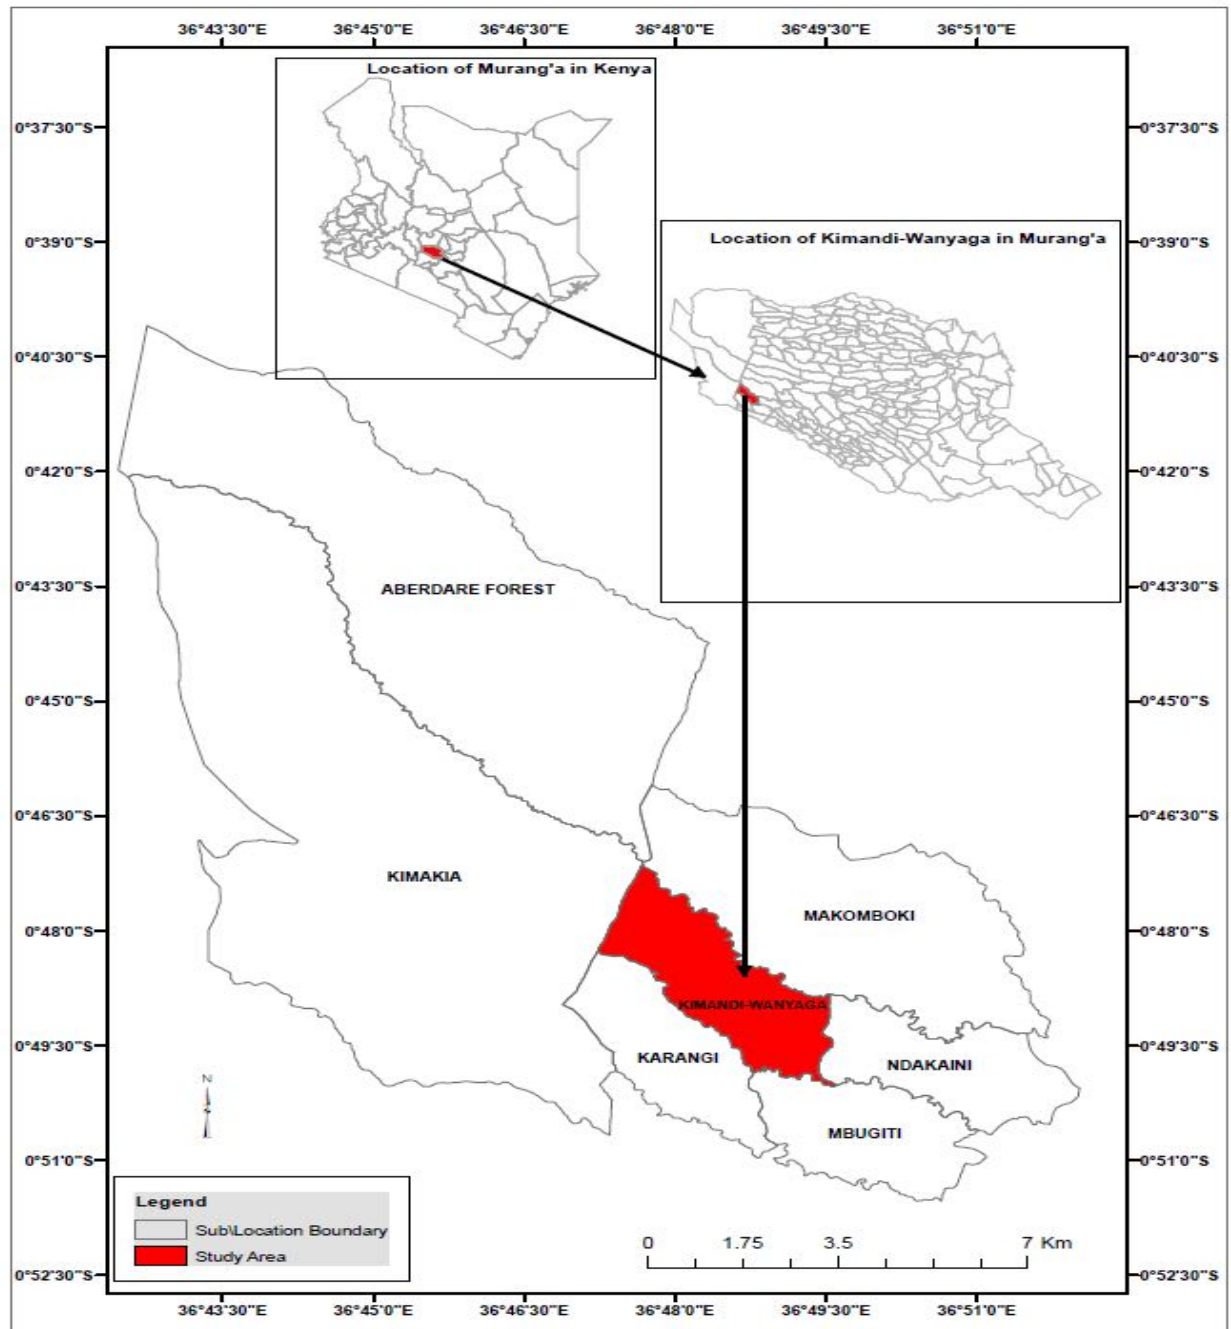 36°43'30"E 36°45'0"E 36°46'30"E 36°48'0"E 36°49'30"E 36°51'0"E
Location of Murang'a in Kenya
0°37'30"S 0°37'30"S
Location of Kimandi-Wanyaga in Murang'a
0°39'0"S 0°39'0"S
0°40'30"S 0°40'30"S
0°42'0"S 0°42'0"S
0°43'30"S 0°43'30"S
ABERDARE FOREST
0°45'0"S 0°45'0"S
0°46'30"S 0°46'30"S
KIMAKIA
MAKOMBOKI
0°48'0"S 0°48'0"S
KIMANDI-WANYAGA
0°49'30"S 0°49'30"S
KARANGI
NDAKAINI
N
S
MBUGITI
0°51'0"S 0°51'0"S
Legend
Sub\Location Boundary
Study Area
0 1.75 3.5 7 Km
0°52'30"S 0°52'30"S
36°43'30"E 36°45'0"E 36°46'30"E 36°48'0"E 36°49'30"E 36°51'0"E